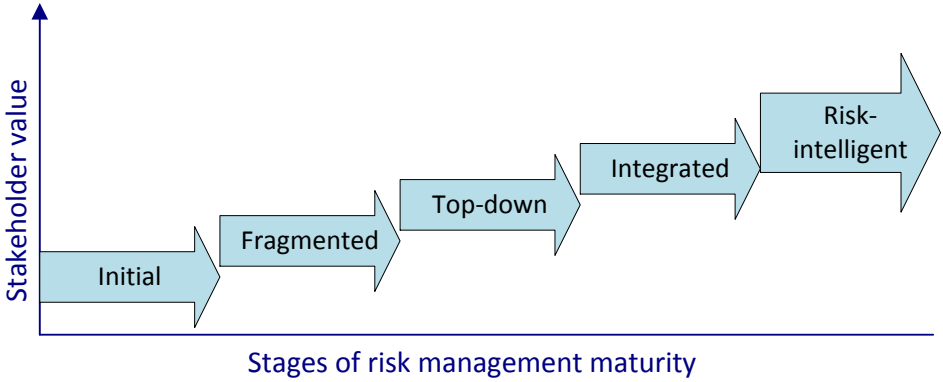 Stakeholder value
Initial
Fragmented
Top-down
Integrated
Risk-
intelligent
Stages of risk management maturity